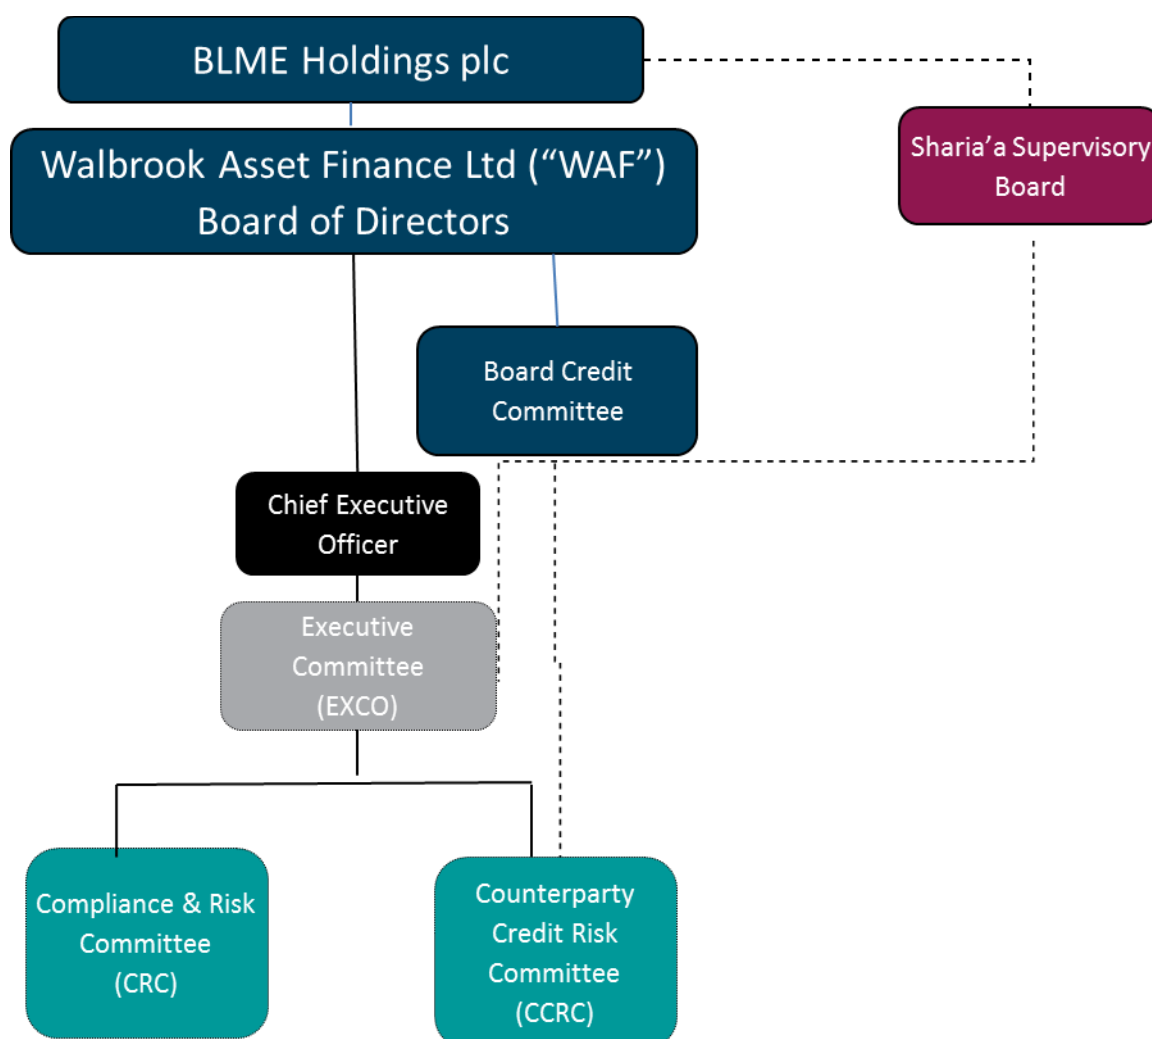 BLME Holdings plc
Walbrook Asset Finance Ltd (“WAF”)
Board of Directors
Sharia’a Supervisory
Board
Board Credit
Committee
Chief Executive
Officer
Executive
Committee
(EXCO)
Compliance & Risk
Committee
(CRC)
Counterparty
Credit Risk
Committee
(CCRC)